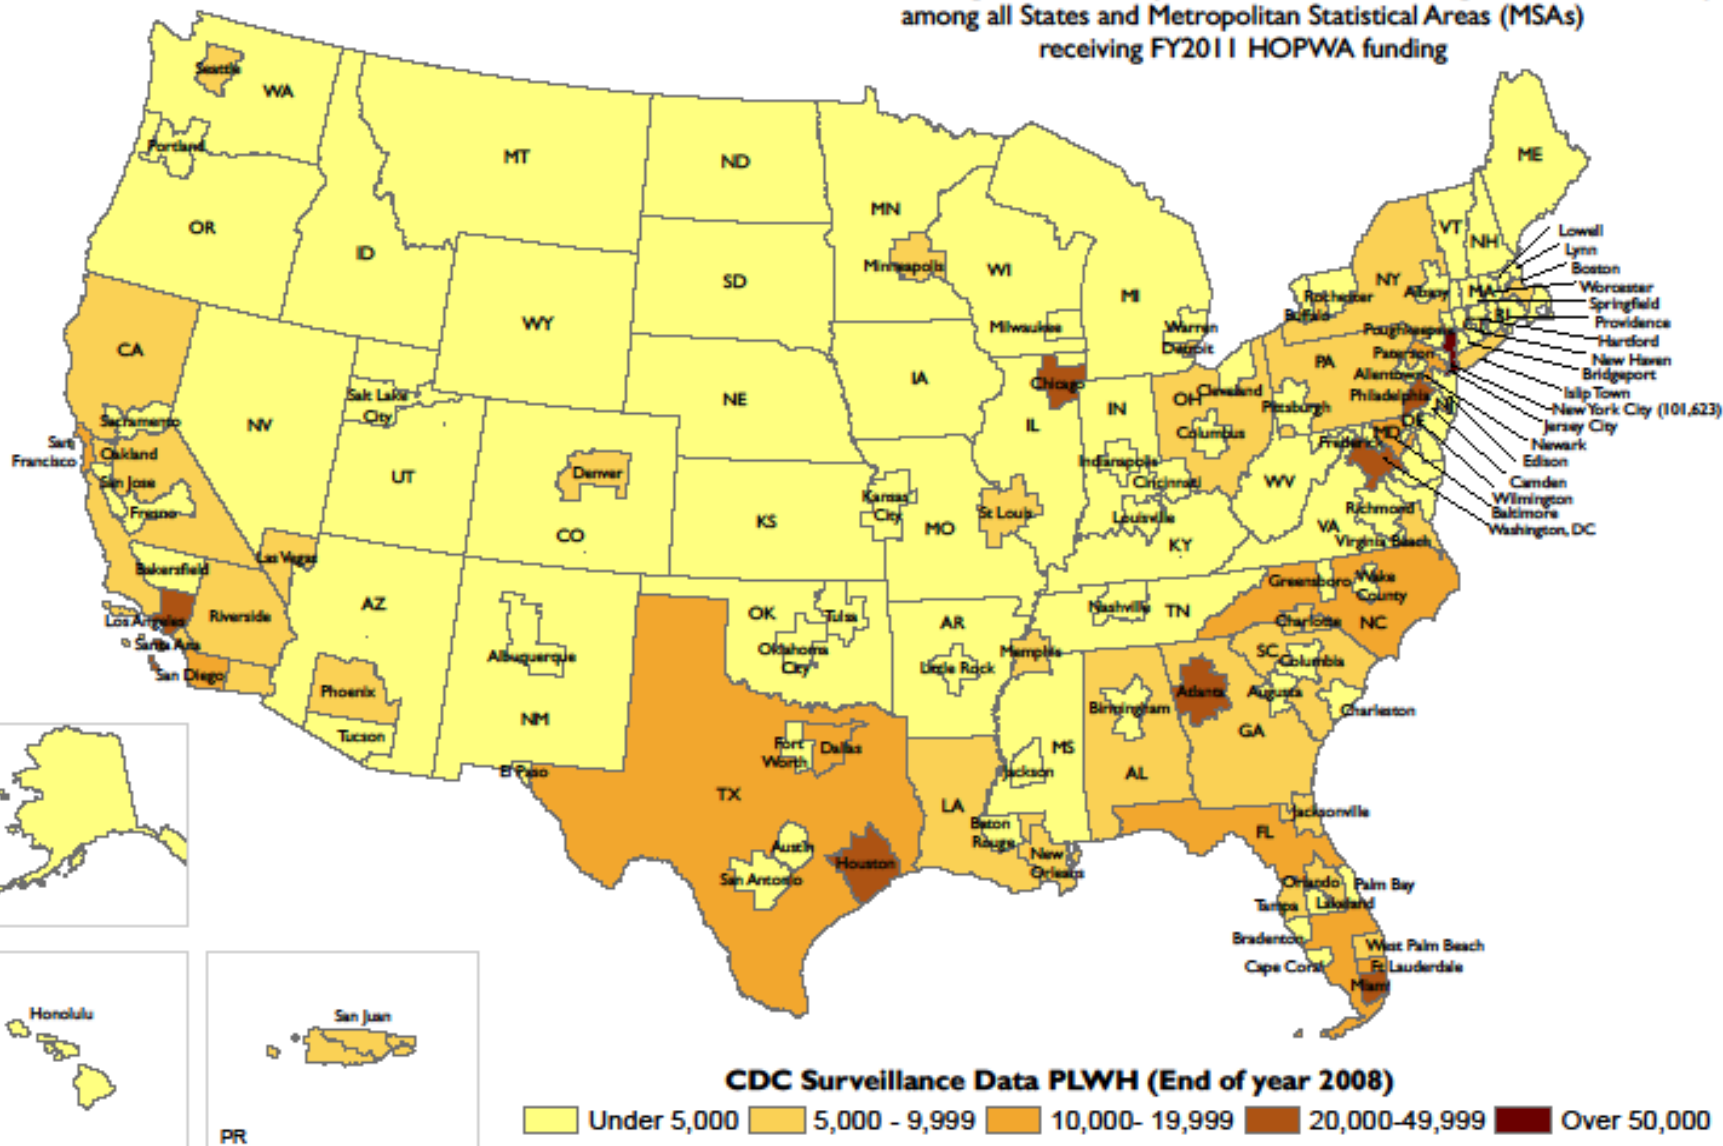 among all States and Metropolitan Statistical Areas (MSAs)
receiving FY2011 HOPWA funding
Seattle
WA
Portland
MT
ND
ME
OR
ID
MN
VT
NH
Lowell
Lynn
Boston
Minneapolis
WI
SD
MI
NY
Albany
MA
Worcester
Springfield
Rochester
Buffalo
RI
Providence
WY
Milwaukee
Warren
Detroit
Poughkeepsie
CT
Hartford
CA
PA
Paterson
New Haven
Bridgeport
IA
Chicago
Allentown
Islip Town
NE
OH
Cleveland
Philadelphia
Salt Lake
City
IN
Pittsburgh
NJ
New York City (101,623)
Sacramento
NV
IL
Columbus
DE
Jersey City
San
Francisco
Oakland
MD
Frederick
Newark
Indianapolis
Edison
San Jose
UT
Denver
Cincinnati
WV
Camden
Fresno
Kansas
City
St Louis
Louisville
Richmond
Wilmington
Baltimore
Washington, DC
KS
MO
VA
CO
KY
Virginia Beach
Las Vegas
Bakersfield
Greensboro
Wake
County
AZ
Riverside
OK
Tulsa
AR
Nashville
TN
Los Angeles
Charlotte
NC
Santa Ana
Albuquerque
Oklahoma
City
Little Rock
Memphis
SC
Columbia
San Diego
Phoenix
Atlanta
Augusta
NM
Birmingham
Charleston
Tucson
Fort
Worth
Dallas
MS
GA
El Paso
Jackson
AL
TX
LA
Jacksonville
Baton
Rouge
FL
Austin
New
Orleans
Houston
San Antonio
Orlando
Palm Bay
Tampa
Lakeland
Bradenton
West Palm Beach
Cape Coral
Ft Lauderdale
Miami
Honolulu
San Juan
PR
CDC Surveillance Data PLWH (End of year 2008)
Under 5,000
5,000 - 9,999
10,000- 19,999
20,000-49,999
Over 50,000